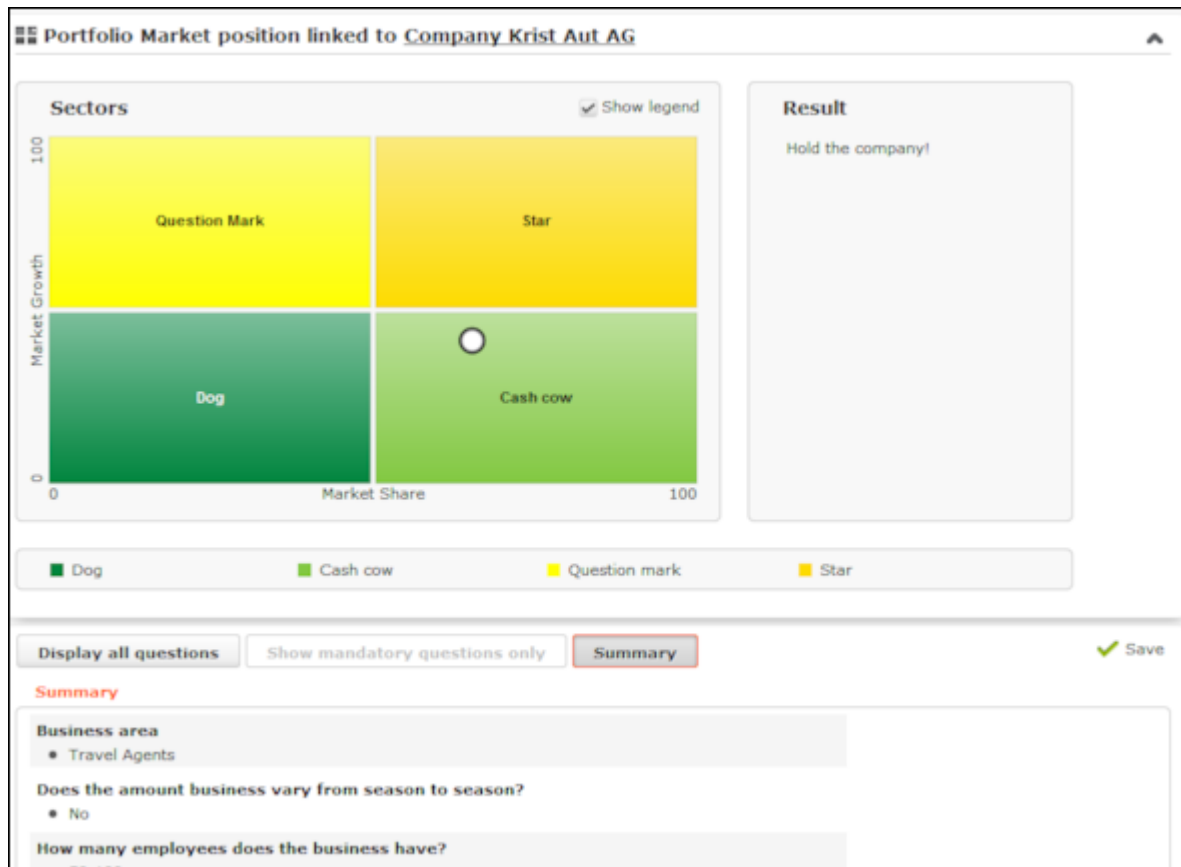 Portfolio Market position linked to Company Krist Aut AG
Sectors
Show legend
100
Market Growth
0
Question Mark
Star
Dog
Cash cow
0
Market Share
100
Result
Hold the company!
Dog
Cash cow
Question mark
Star
Display all questions
Show mandatory questions only
Summary
Save
Summary
Business area
Travel Agents
Does the amount business vary from season to season?
No
How many employees does the business have?